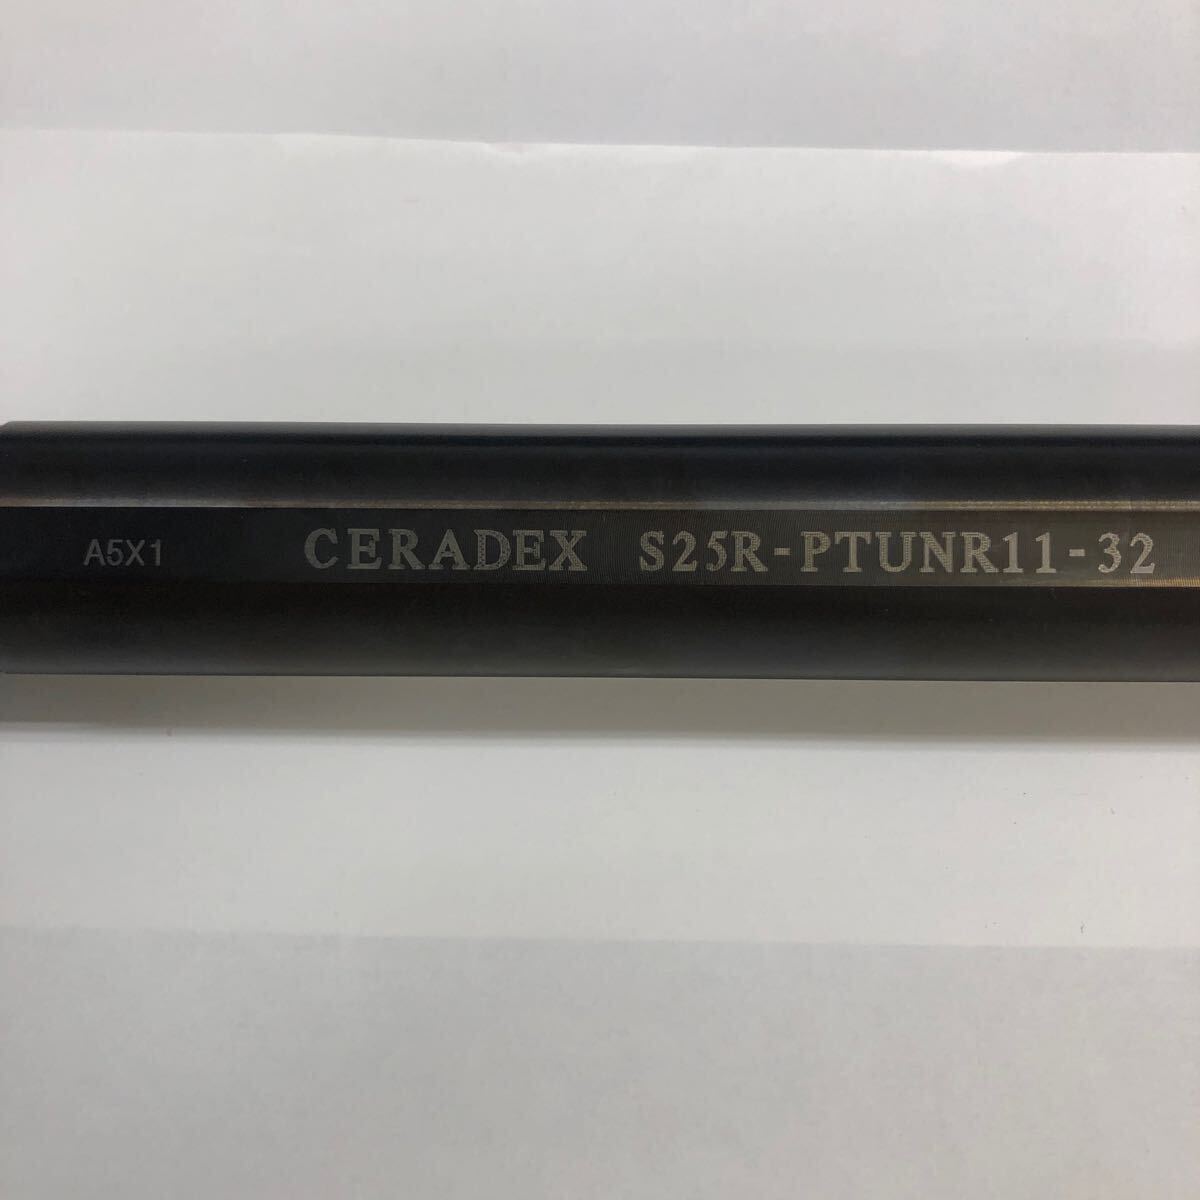 A5X1 CERADEX S25R-PTUNR11-32